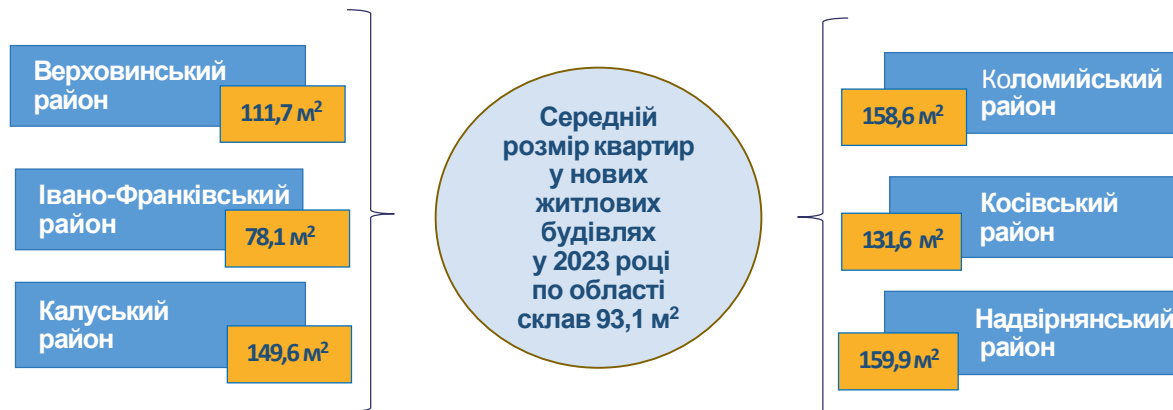 Верховинський
район
111,7 м²
Івано-Франківський
район
78,1 м²
Калуський
район
149,6 м²
Середній
розмір квартир
у нових
житлових
будівлях
у 2023 році
по області
склав 93,1 м²
Коломийський
район
158,6 м²
Косівський
район
131,6 м²
Надвірнянський
район
159,9 м²